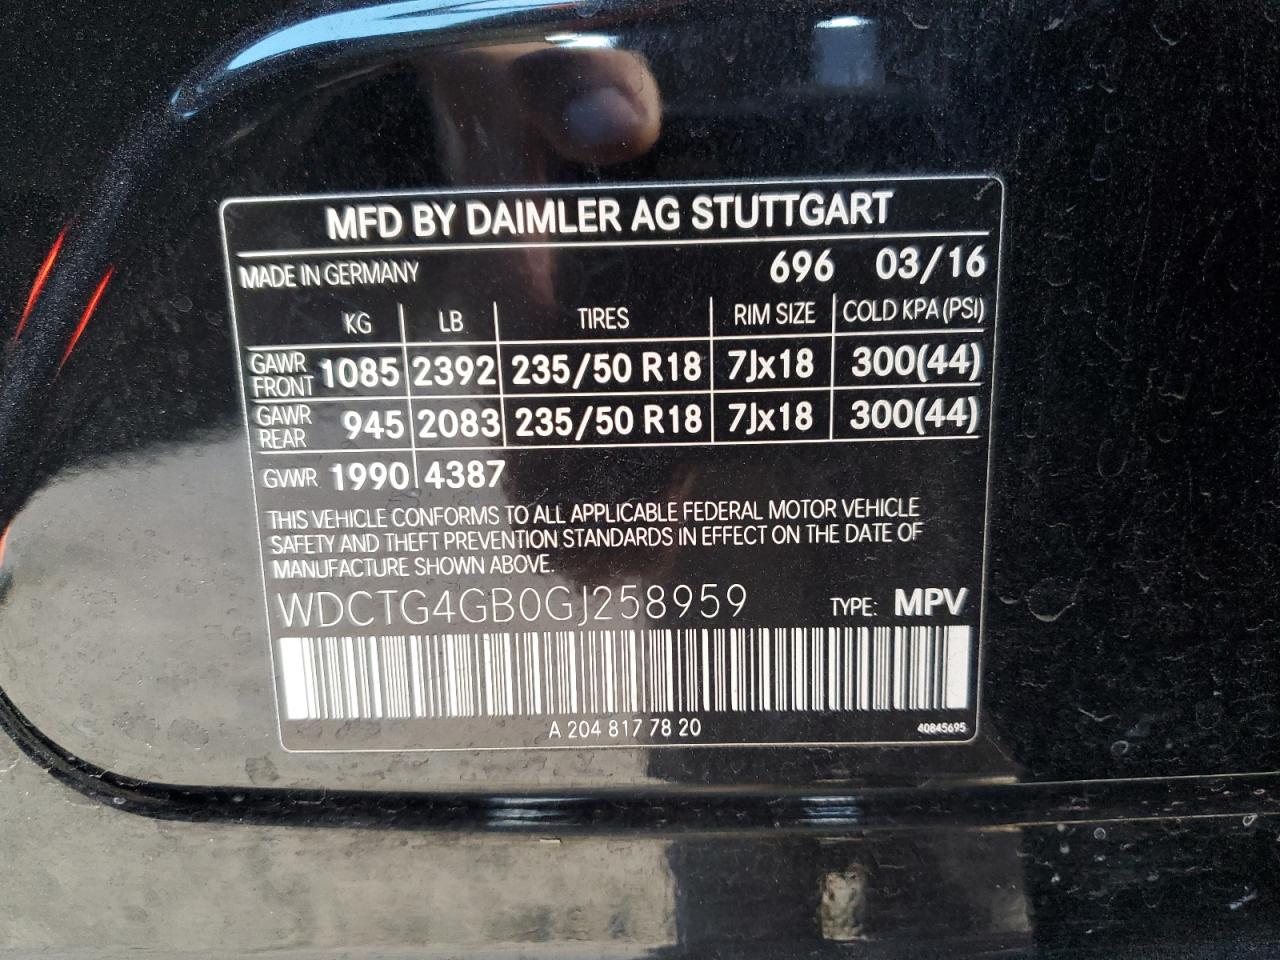 MFD BY DAIMLER AG STUTTGART
MADE IN GERMANY 696 03/16
KG LB TIRES RIM SIZE COLD KPA (PSI)
GAWR FRONT 1085 2392 235/50 R18 7Jx18 300(44)
GAWR REAR 945 2083 235/50 R18 7Jx18 300(44)
GVWR 1990 4387
THIS VEHICLE CONFORMS TO ALL APPLICABLE FEDERAL MOTOR VEHICLE
SAFETY AND THEFT PREVENTION STANDARDS IN EFFECT ON THE DATE OF
MANUFACTURE SHOWN ABOVE.
WDCTG4GB0GJ258959 TYPE: MPV
A 204 817 78 20 40845695